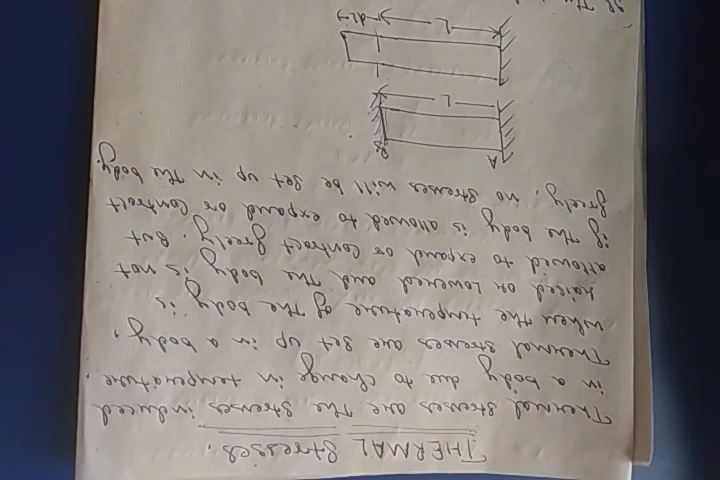 THERMAL Stresses.
Thermal stresses are the stresses induced
in a body due to change in temperature.
Thermal stresses are set up in a body,
when the temperature of the body is
raised or lowered and the body is not
allowed to expand or contract freely. But
if the body is allowed to expand or contract
freely, no stresses will be set up in the body.
A B
L
L dL